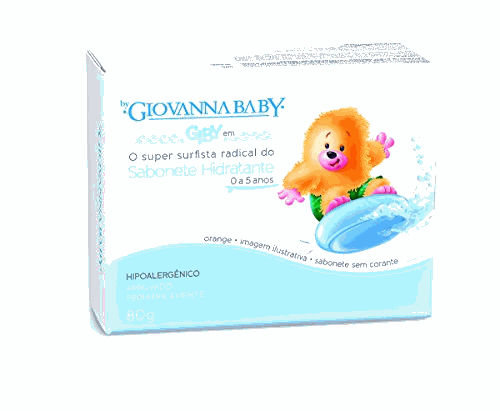 by GIOVANNA BABY
GIBY em
O super surfista radical do
Sabonete Hidratante
0 a 5 anos
orange • imagem ilustrativa • sabonete sem corante
HIPOALERGÊNICO
80g